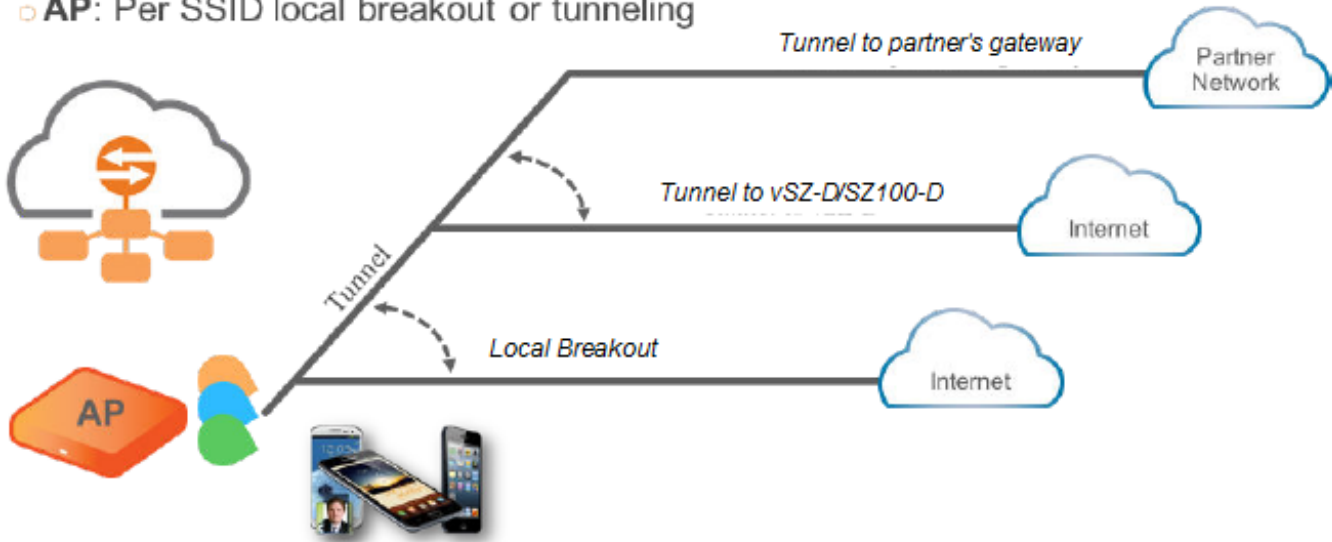 AP: Per SSID local breakout or tunneling
Tunnel to partner's gateway
Partner
Network
Tunnel to vSZ-D/SZ100-D
Internet
Tunnel
Local Breakout
Internet
AP